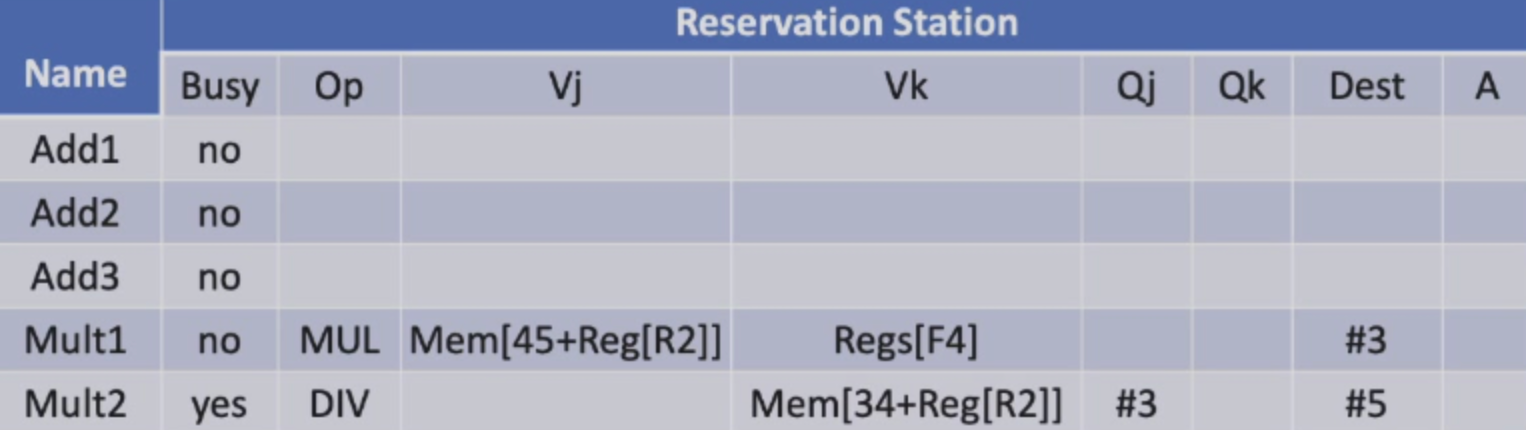 Reservation Station
Name
Busy Op Vj Vk Qj Qk Dest A
Add1 no
Add2 no
Add3 no
Mult1 no MUL Mem[45+Reg[R2]] Regs[F4] #3
Mult2 yes DIV Mem[34+Reg[R2]] #3 #5